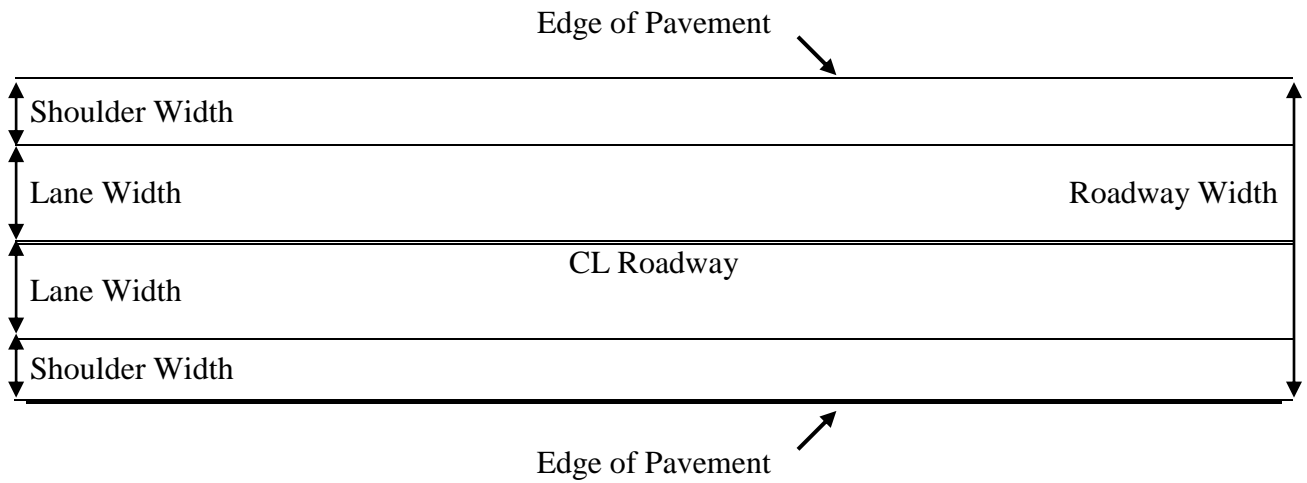 Edge of Pavement
Shoulder Width
Lane Width
Roadway Width
CL Roadway
Lane Width
Shoulder Width
Edge of Pavement